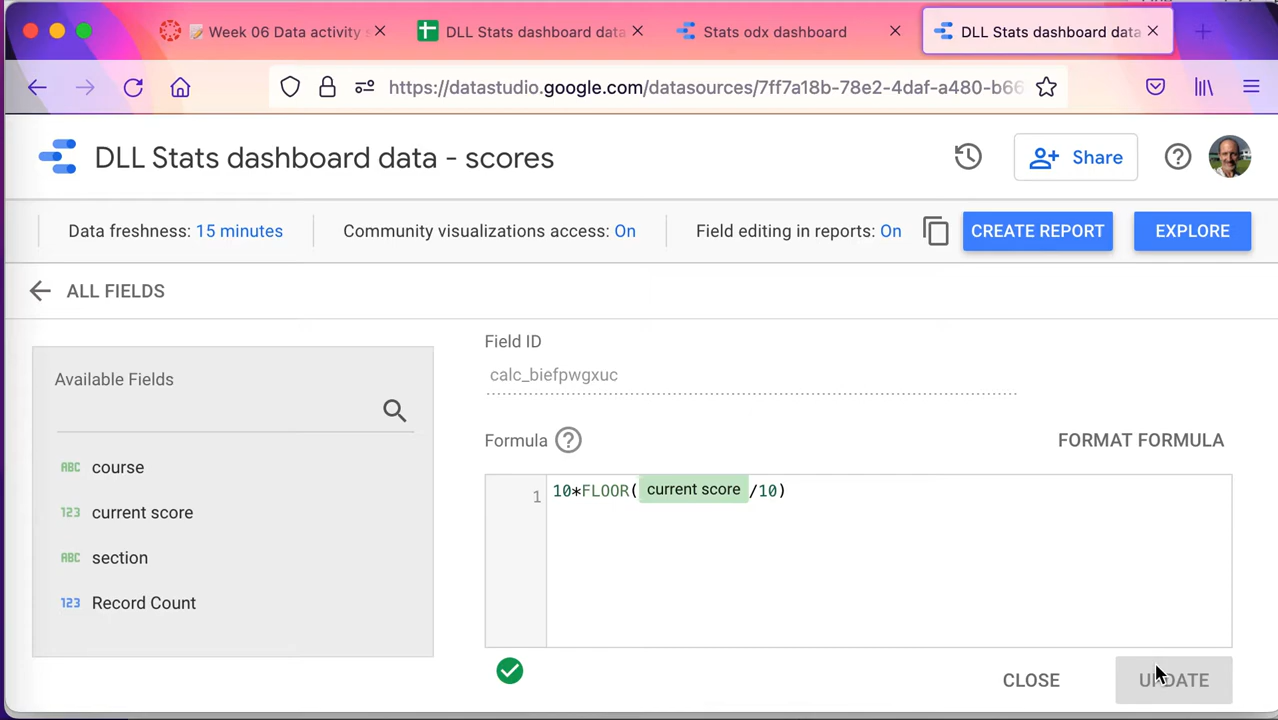 Week 06 Data activity
DLL Stats dashboard data
Stats odx dashboard
DLL Stats dashboard data
https://datastudio.google.com/datasources/7ff7a18b-78e2-4daf-a480-b66
DLL Stats dashboard data - scores
Share
Data freshness: 15 minutes
Community visualizations access: On
Field editing in reports: On
CREATE REPORT
EXPLORE
ALL FIELDS
Available Fields
ABC course
123 current score
ABC section
123 Record Count
Field ID
calc_biefpwgxuc
Formula ?
FORMAT FORMULA
1 10*FLOOR( current score /10)
CLOSE
UPDATE